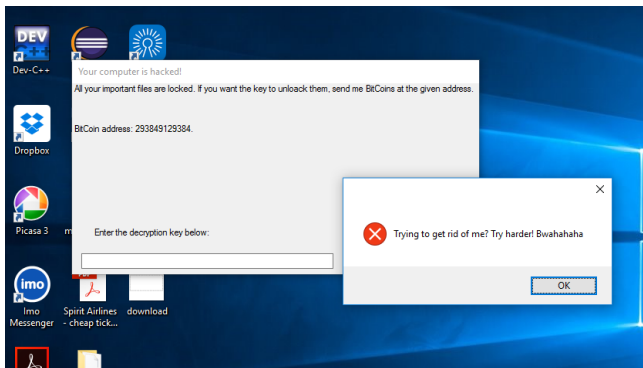 DEV
C++
Dev-C++
Your computer is hacked!
All your important files are locked. If you want the key to unloack them, send me BitCoins at the given address.
BitCoin address: 293849129384.
Dropbox
Trying to get rid of me? Try harder! Bwahahaha
Picasa 3
m
Enter the decryption key below:
OK
imo
Imo
Messenger
Spirit Airlines
- cheap tick...
download